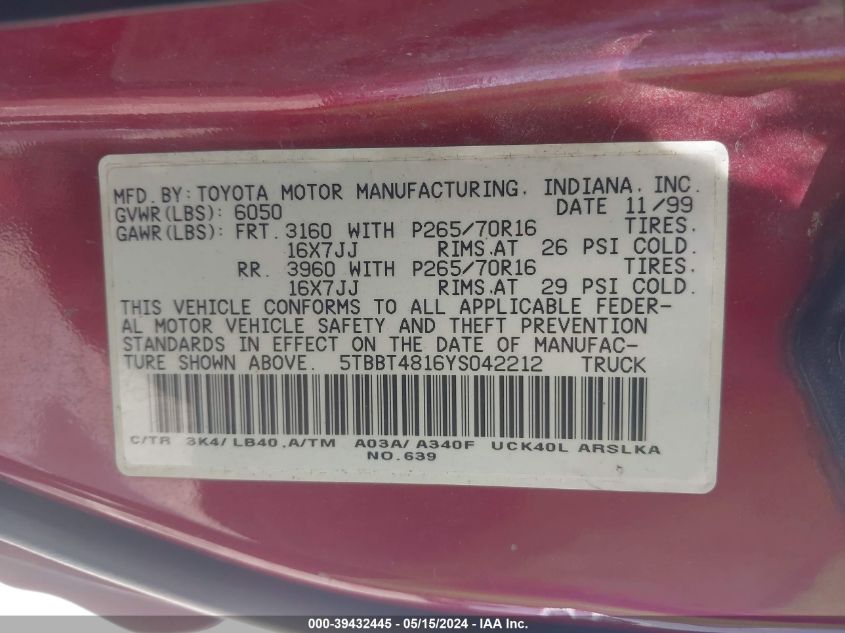 MFD. BY: TOYOTA MOTOR MANUFACTURING, INDIANA, INC.
GVWR(LBS): 6050 DATE 11/99
GAWR(LBS): FRT. 3160 WITH P265/70R16 TIRES.
16X7JJ RIMS.AT 26 PSI COLD.
RR. 3960 WITH P265/70R16 TIRES.
16X7JJ RIMS.AT 29 PSI COLD.
THIS VEHICLE CONFORMS TO ALL APPLICABLE FEDER-
AL MOTOR VEHICLE SAFETY AND THEFT PREVENTION
STANDARDS IN EFFECT ON THE DATE OF MANUFAC-
TURE SHOWN ABOVE. 5TBBT4816YS042212 TRUCK
C/TR 3K4/ LB40 ,A/TM A03A/ A340F UCK40L ARSLKA
NO.639
000-39432445 - 05/15/2024 - IAA Inc.